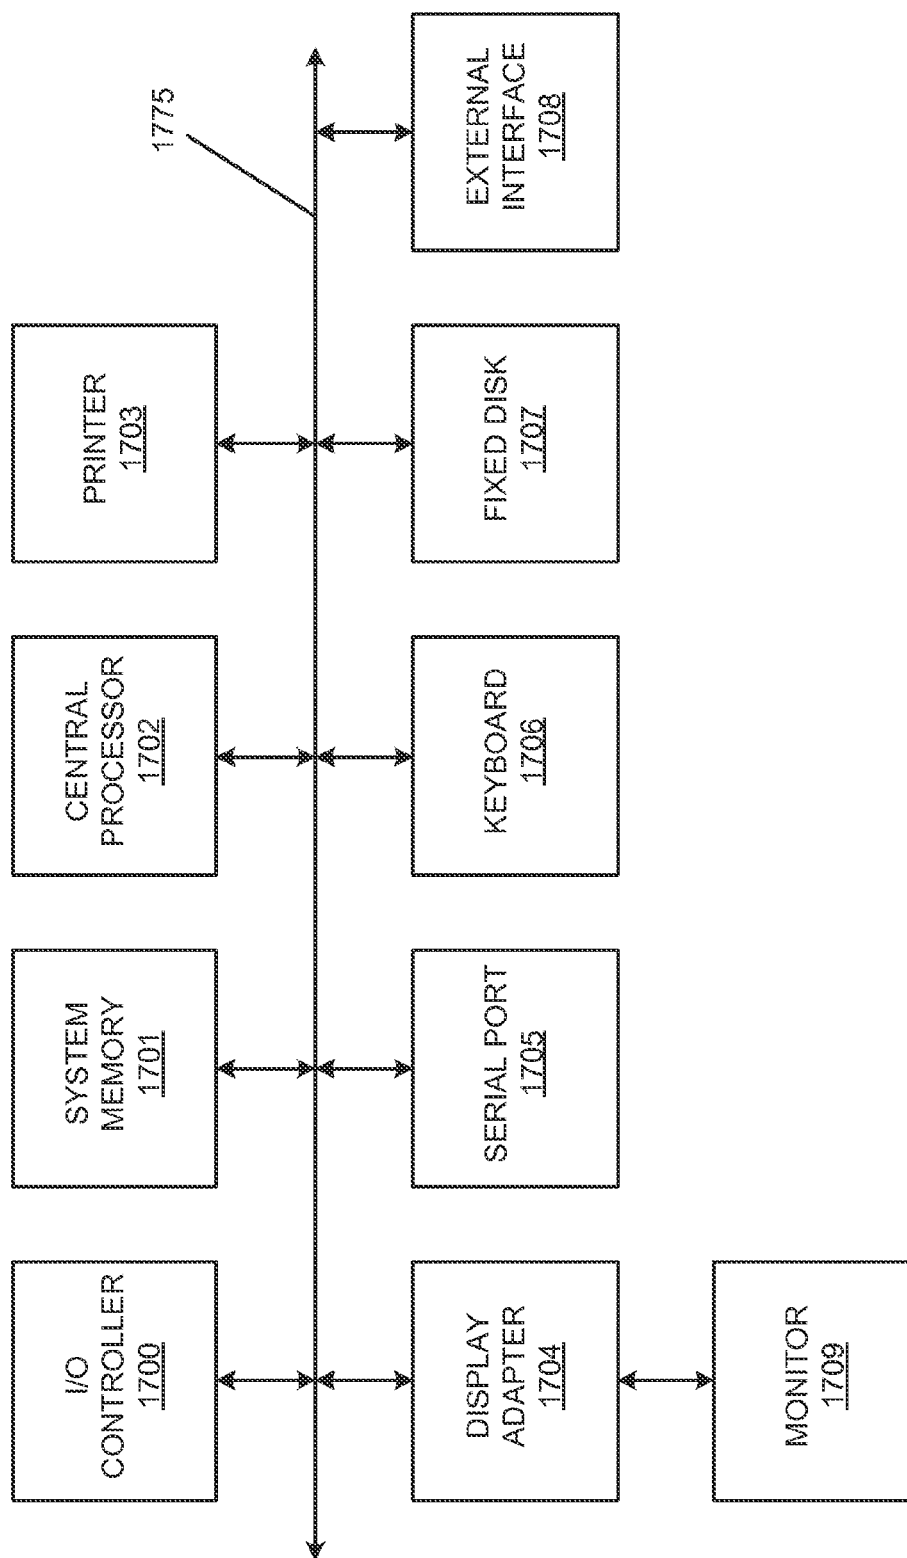 I/O
CONTROLLER
1700
SYSTEM
MEMORY
1701
CENTRAL
PROCESSOR
1702
PRINTER
1703
1775
DISPLAY
ADAPTER
1704
SERIAL PORT
1705
KEYBOARD
1706
FIXED DISK
1707
EXTERNAL
INTERFACE
1708
MONITOR
1709